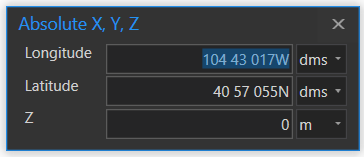 Absolute X, Y, Z
Longitude 104 43 017W dms
Latitude 40 57 055N dms
Z 0 m